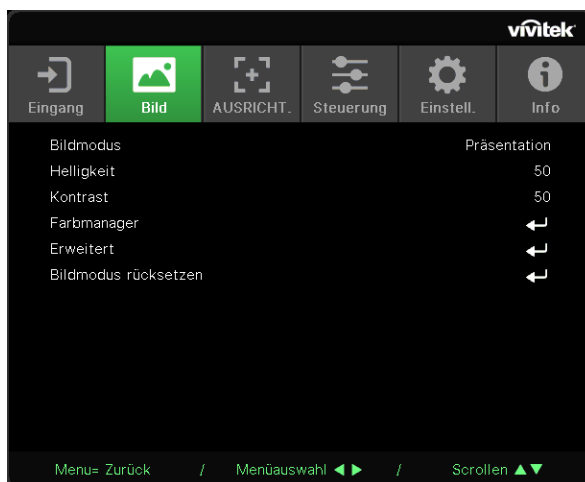 vivitek
Eingang Bild AUSRICHT. Steuerung Einstell. Info
Bildmodus Präsentation
Helligkeit 50
Kontrast 50
Farbmanager
Erweitert
Bildmodus rücksetzen
Menu= Zurück / Menüauswahl ◀ ▶ / Scrollen ▲▼